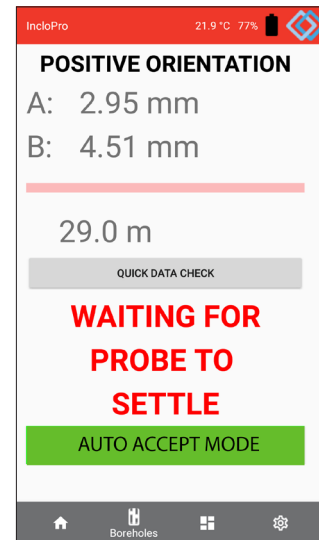 IncloPro 21.9 °C 77%
POSITIVE ORIENTATION
A: 2.95 mm
B: 4.51 mm
29.0 m
QUICK DATA CHECK
WAITING FOR
PROBE TO
SETTLE
AUTO ACCEPT MODE
Boreholes